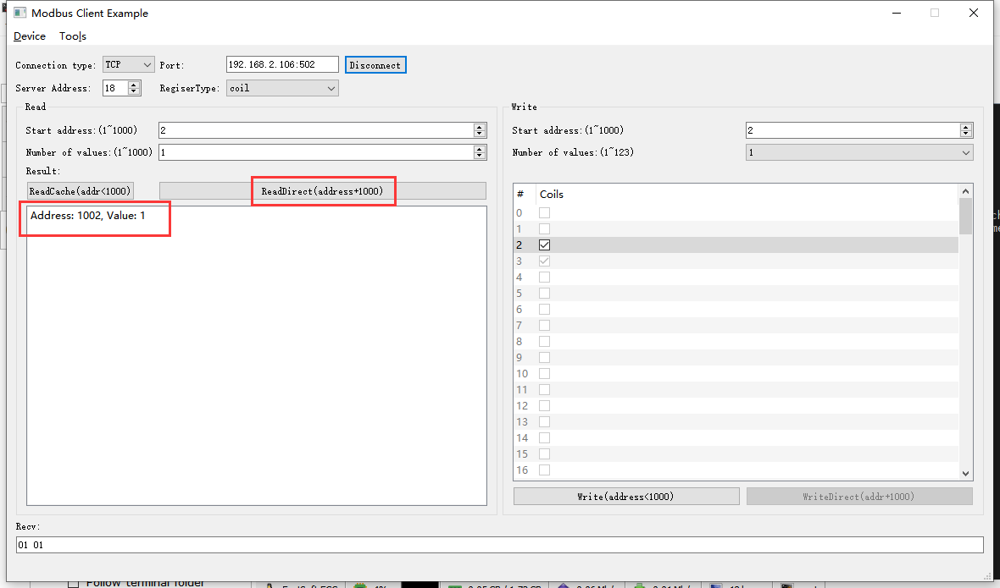 Modbus Client Example
Device Tools
Connection type: TCP Port: 192.168.2.106:502 Disconnect
Server Address: 18 RegiserType: coil
Read
Start address:(1~1000) 2
Number of values:(1~1000) 1
Result:
ReadCache(addr<1000) ReadDirect(address+1000)
Address: 1002, Value: 1
Write
Start address:(1~1000) 2
Number of values:(1~123) 1
# Coils
0
1
2
3
4
5
6
7
8
9
10
11
12
13
14
15
16
Write(address<1000) WriteDirect(addr+1000)
Recv:
01 01
Follow terminal folder